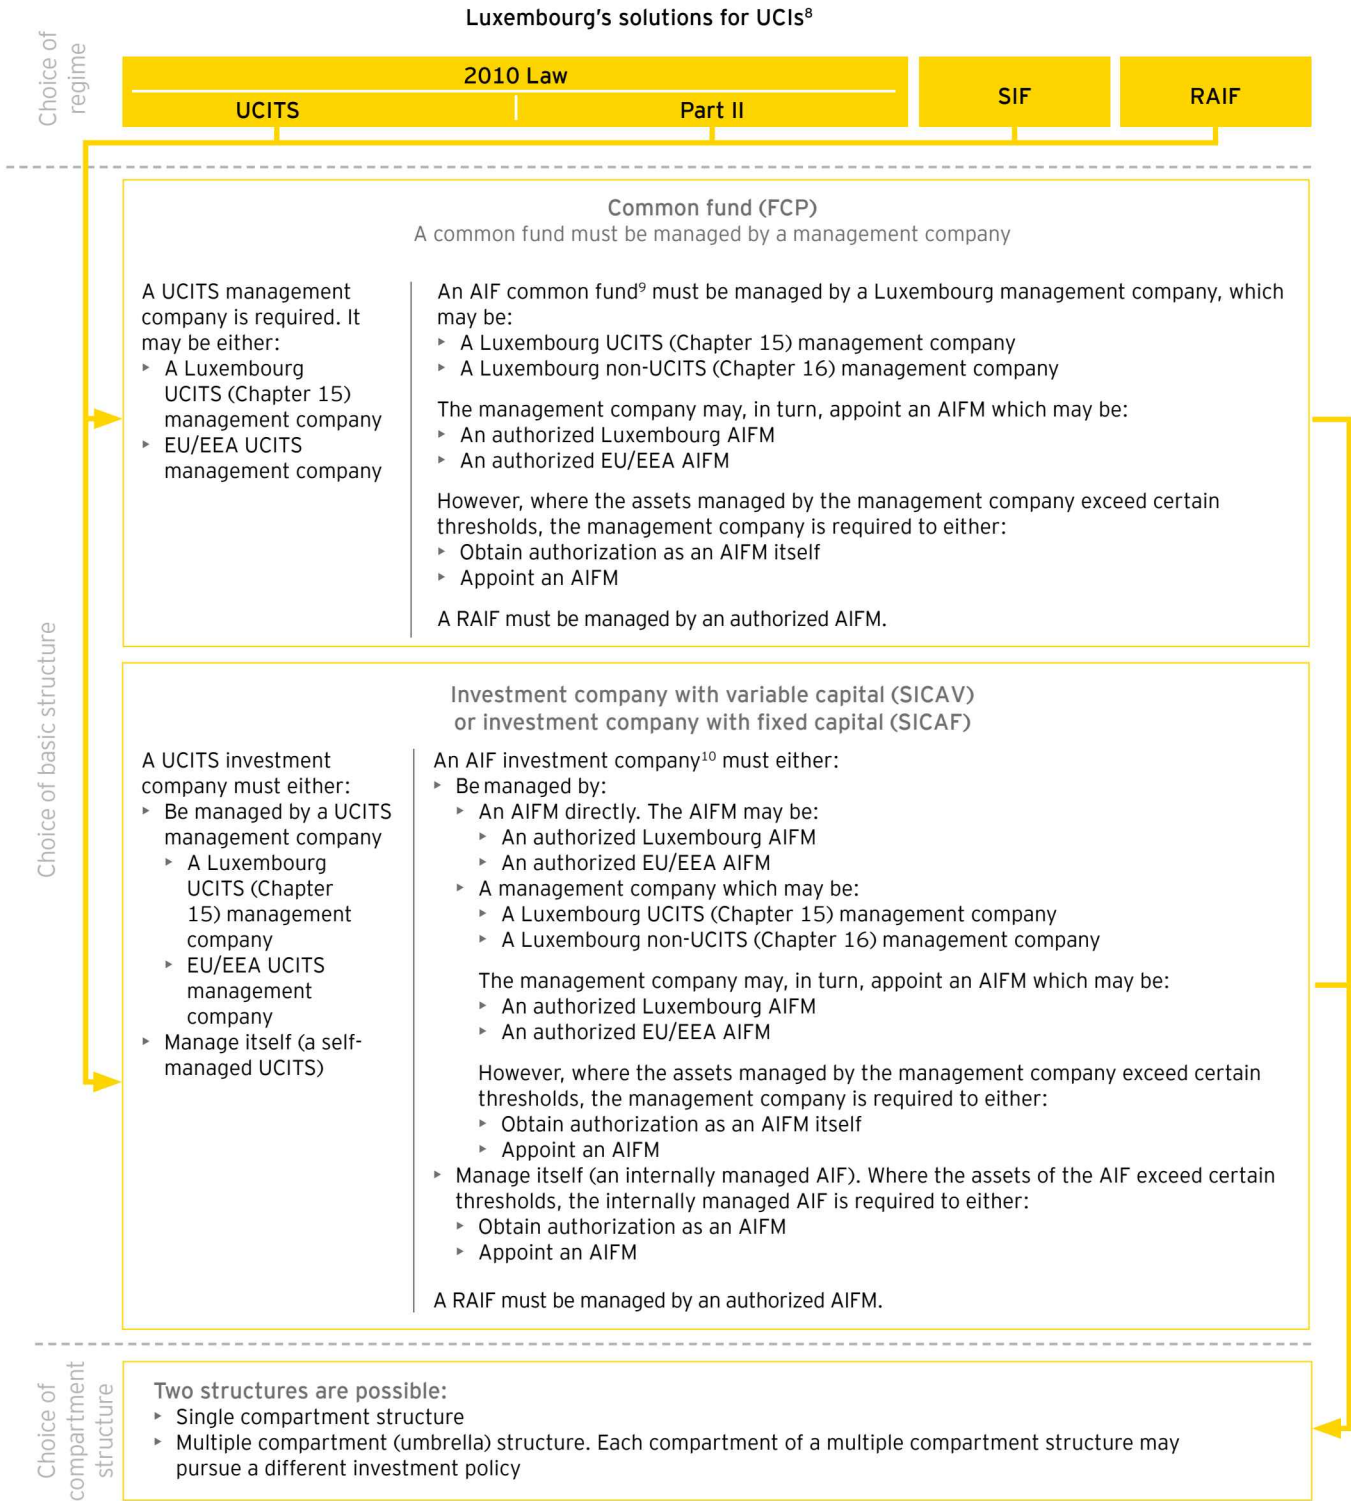 Luxembourg's solutions for UCIs⁸
Choice of
regime
2010 Law
UCITS
Part II
SIF
RAIF
Choice of basic structure
Common fund (FCP)
A common fund must be managed by a management company
A UCITS management
company is required. It
may be either:
‣ A Luxembourg
UCITS (Chapter 15)
management company
‣ EU/EEA UCITS
management company
An AIF common fund⁹ must be managed by a Luxembourg management company, which
may be:
‣ A Luxembourg UCITS (Chapter 15) management company
‣ A Luxembourg non-UCITS (Chapter 16) management company
The management company may, in turn, appoint an AIFM which may be:
‣ An authorized Luxembourg AIFM
‣ An authorized EU/EEA AIFM
However, where the assets managed by the management company exceed certain
thresholds, the management company is required to either:
‣ Obtain authorization as an AIFM itself
‣ Appoint an AIFM
A RAIF must be managed by an authorized AIFM.
Investment company with variable capital (SICAV)
or investment company with fixed capital (SICAF)
A UCITS investment
company must either:
‣ Be managed by a UCITS
management company
‣ A Luxembourg
UCITS (Chapter
15) management
company
‣ EU/EEA UCITS
management
company
‣ Manage itself (a self-
managed UCITS)
An AIF investment company¹⁰ must either:
‣ Be managed by:
‣ An AIFM directly. The AIFM may be:
‣ An authorized Luxembourg AIFM
‣ An authorized EU/EEA AIFM
‣ A management company which may be:
‣ A Luxembourg UCITS (Chapter 15) management company
‣ A Luxembourg non-UCITS (Chapter 16) management company
The management company may, in turn, appoint an AIFM which may be:
‣ An authorized Luxembourg AIFM
‣ An authorized EU/EEA AIFM
However, where the assets managed by the management company exceed certain
thresholds, the management company is required to either:
‣ Obtain authorization as an AIFM itself
‣ Appoint an AIFM
‣ Manage itself (an internally managed AIF). Where the assets of the AIF exceed certain
thresholds, the internally managed AIF is required to either:
‣ Obtain authorization as an AIFM
‣ Appoint an AIFM
A RAIF must be managed by an authorized AIFM.
Choice of
compartment
structure
Two structures are possible:
‣ Single compartment structure
‣ Multiple compartment (umbrella) structure. Each compartment of a multiple compartment structure may
pursue a different investment policy